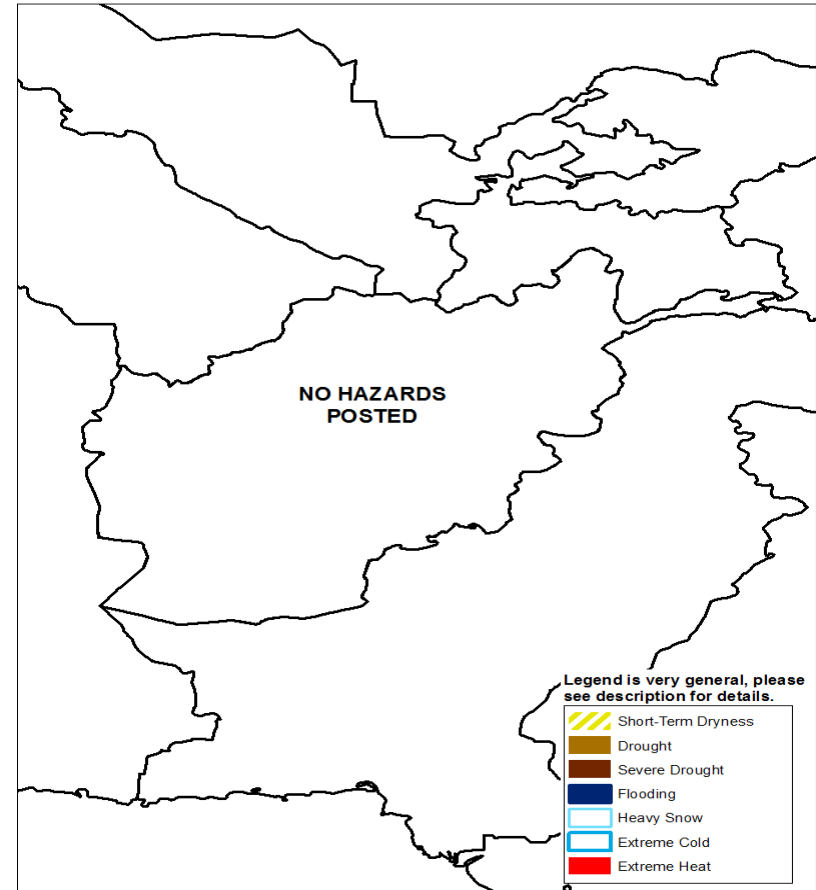 NO HAZARDS
POSTED
Legend is very general, please
see description for details.
Short-Term Dryness
Drought
Severe Drought
Flooding
Heavy Snow
Extreme Cold
Extreme Heat